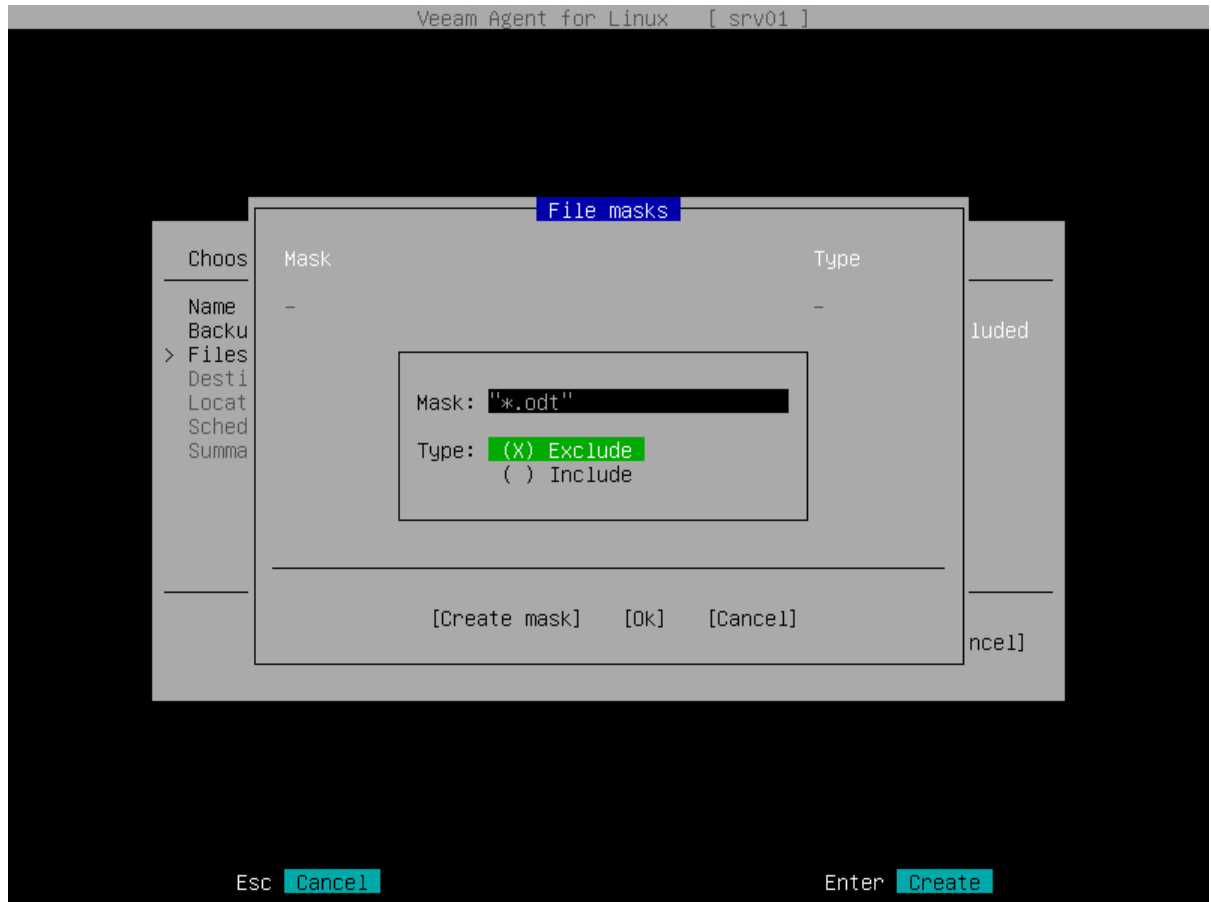 Veeam Agent for Linux [ srv01 ]
File masks
Choos
Mask Type
Name - -
Backu luded
> Files
Desti
Mask: "*.odt"
Locat
Sched
Type: (X) Exclude
Summa
( ) Include
[Create mask] [Ok] [Cancel]
ncel]
Esc Cancel Enter Create